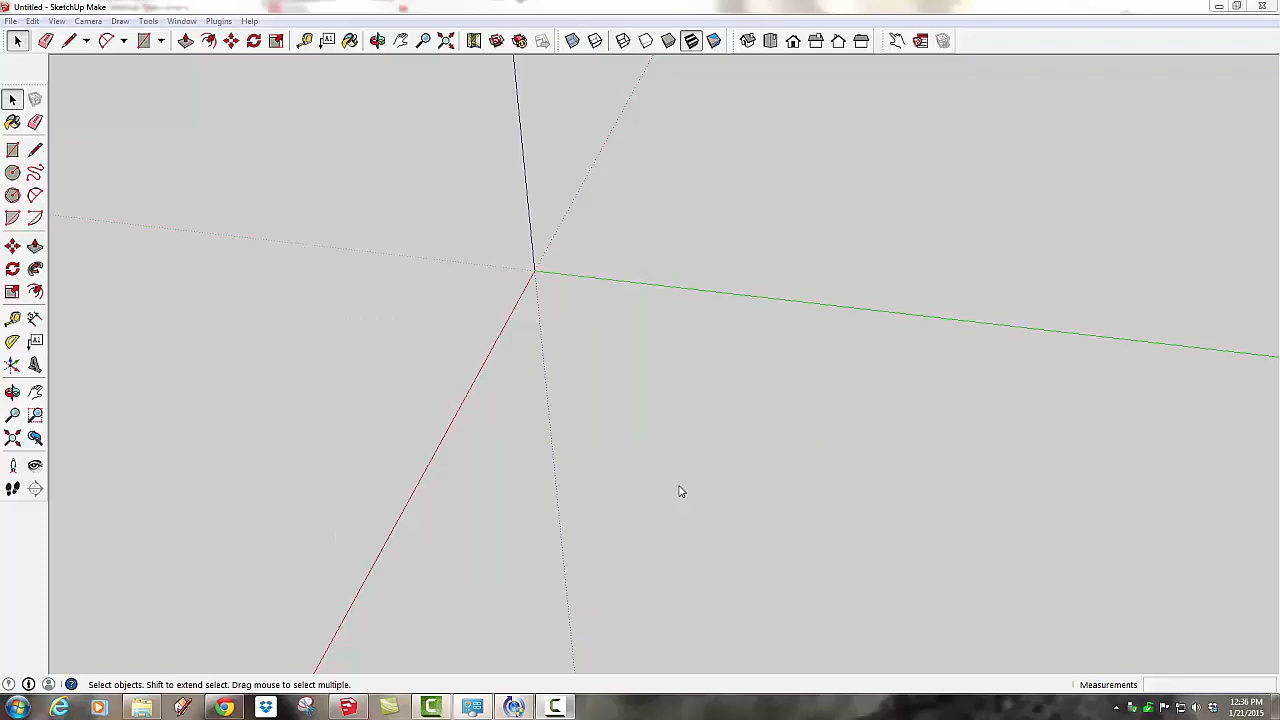 Untitled - SketchUp Make
File Edit View Camera Draw Tools Window Plugins Help
Select objects. Shift to extend select. Drag mouse to select multiple.
Measurements
12:36 PM
1/21/2015